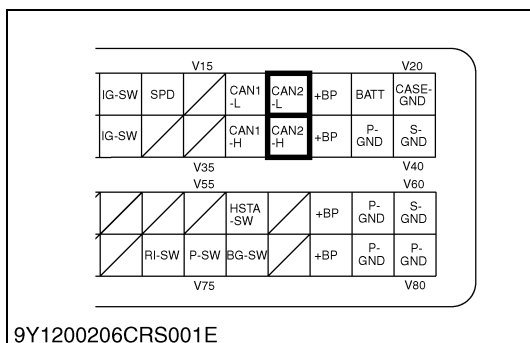 V15 V20
IG-SW SPD CAN1 -L CAN2 -L +BP BATT CASE- GND
IG-SW CAN1 -H CAN2 -H +BP P- GND S- GND
V35 V40
V55 V60
HSTA -SW +BP P- GND S- GND
RI-SW P-SW BG-SW +BP P- GND P- GND
V75 V80
9Y1200206CRS001E